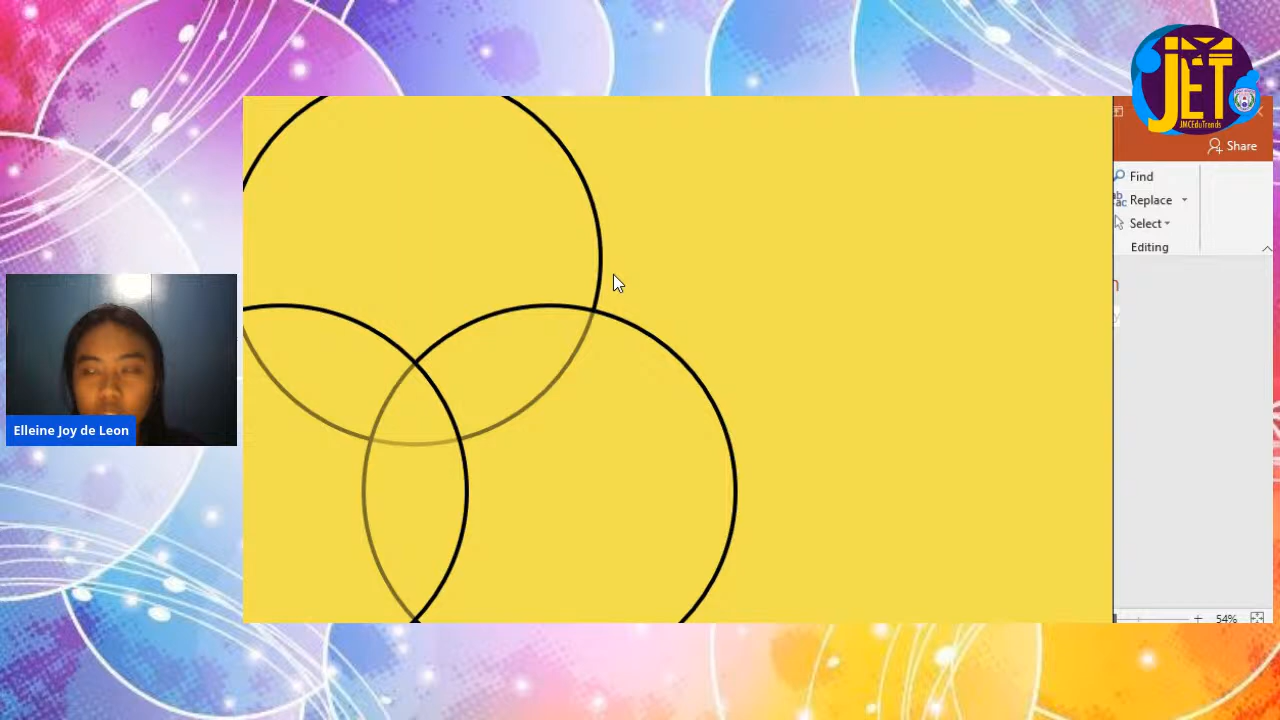 JET
JMCEduTrends
Share
Find
Replace
Select
Editing
54%
Elleine Joy de Leon